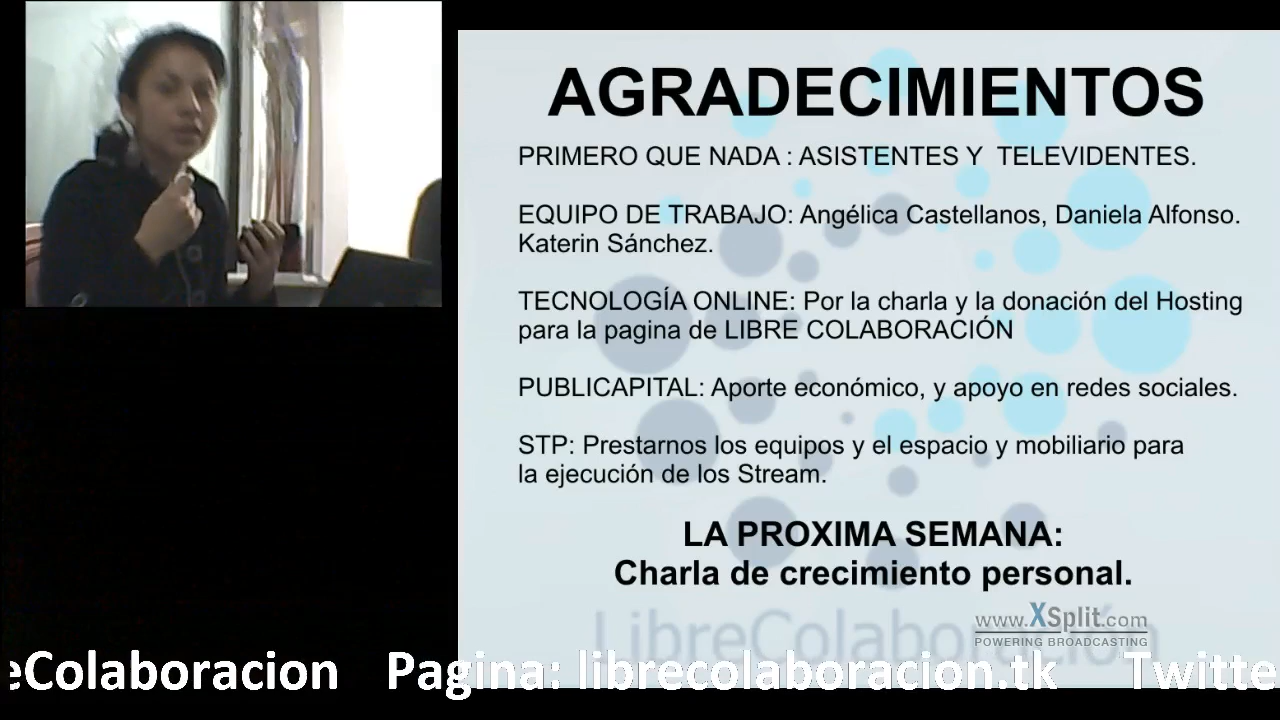 AGRADECIMIENTOS
PRIMERO QUE NADA : ASISTENTES Y TELEVIDENTES.
EQUIPO DE TRABAJO: Angélica Castellanos, Daniela Alfonso.
Katerin Sánchez.
TECNOLOGÍA ONLINE: Por la charla y la donación del Hosting
para la pagina de LIBRE COLABORACIÓN
PUBLICAPITAL: Aporte económico, y apoyo en redes sociales.
STP: Prestarnos los equipos y el espacio y mobiliario para
la ejecución de los Stream.
LA PROXIMA SEMANA:
Charla de crecimiento personal.
www.XSplit.com
POWERING BROADCASTING
LibreColaboración
eColaboracion Pagina: librecolaboracion.tk Twitte